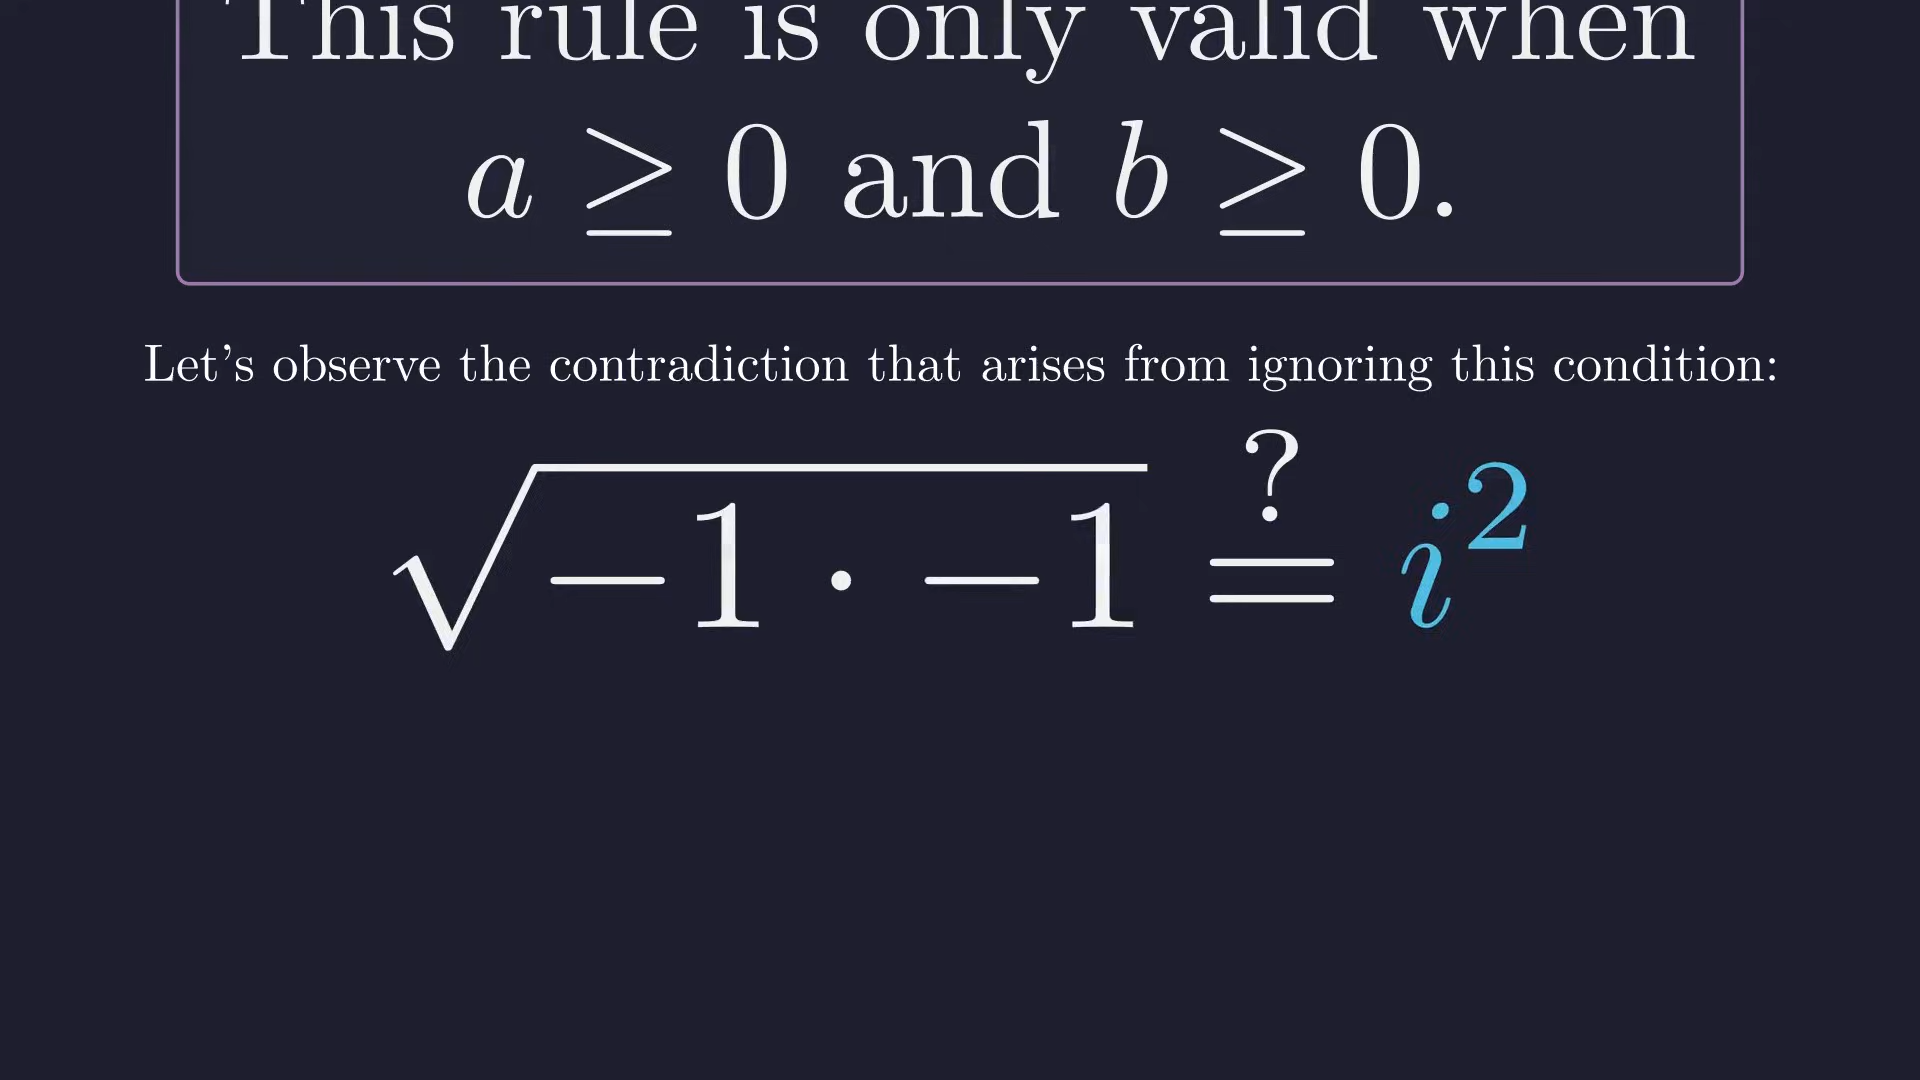 This rule is only valid when
a ≥ 0 and b ≥ 0.
Let's observe the contradiction that arises from ignoring this condition:
√(−1 · −1) ≟ i²